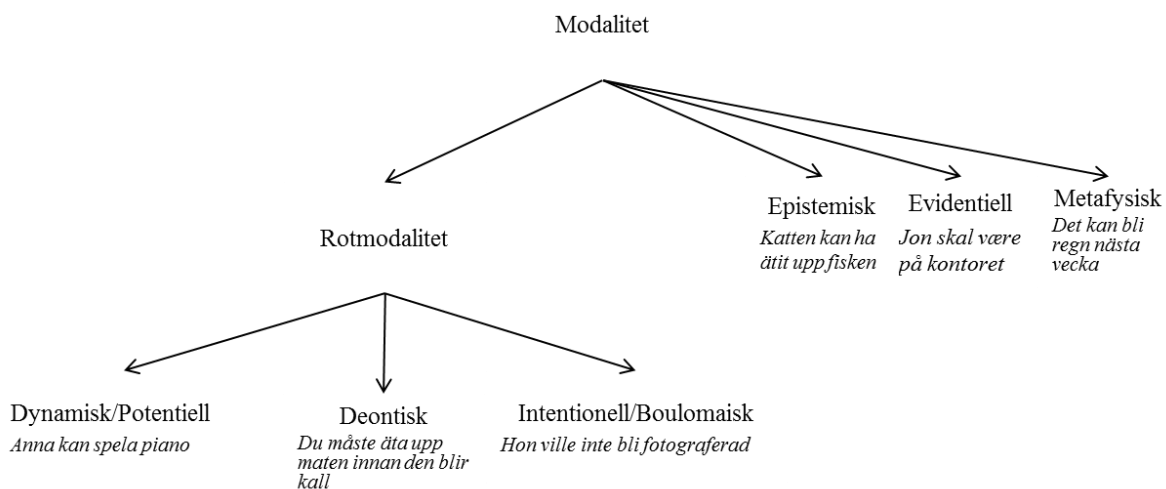 Modalitet
Epistemisk
Katten kan ha
ätit upp fisken
Evidentiell
Jon skal være
på kontoret
Metafysisk
Det kan bli
regn nästa
vecka
Rotmodalitet
Dynamisk/Potentiell
Anna kan spela piano
Deontisk
Du måste äta upp
maten innan den blir
kall
Intentionell/Boulomaisk
Hon ville inte bli fotograferad